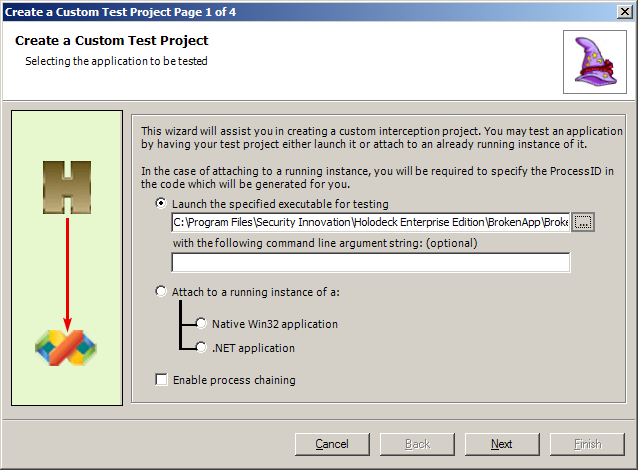 Create a Custom Test Project Page 1 of 4
Create a Custom Test Project
Selecting the application to be tested
This wizard will assist you in creating a custom interception project. You may test an application
by having your test project either launch it or attach to an already running instance of it.
In the case of attaching to a running instance, you will be required to specify the ProcessID in
the code which will be generated for you.
Launch the specified executable for testing
C:\Program Files\Security Innovation\Holodeck Enterprise Edition\BrokenApp\Broke
...
with the following command line argument string: (optional)
Attach to a running instance of a:
Native Win32 application
.NET application
Enable process chaining
Cancel
Back
Next
Finish